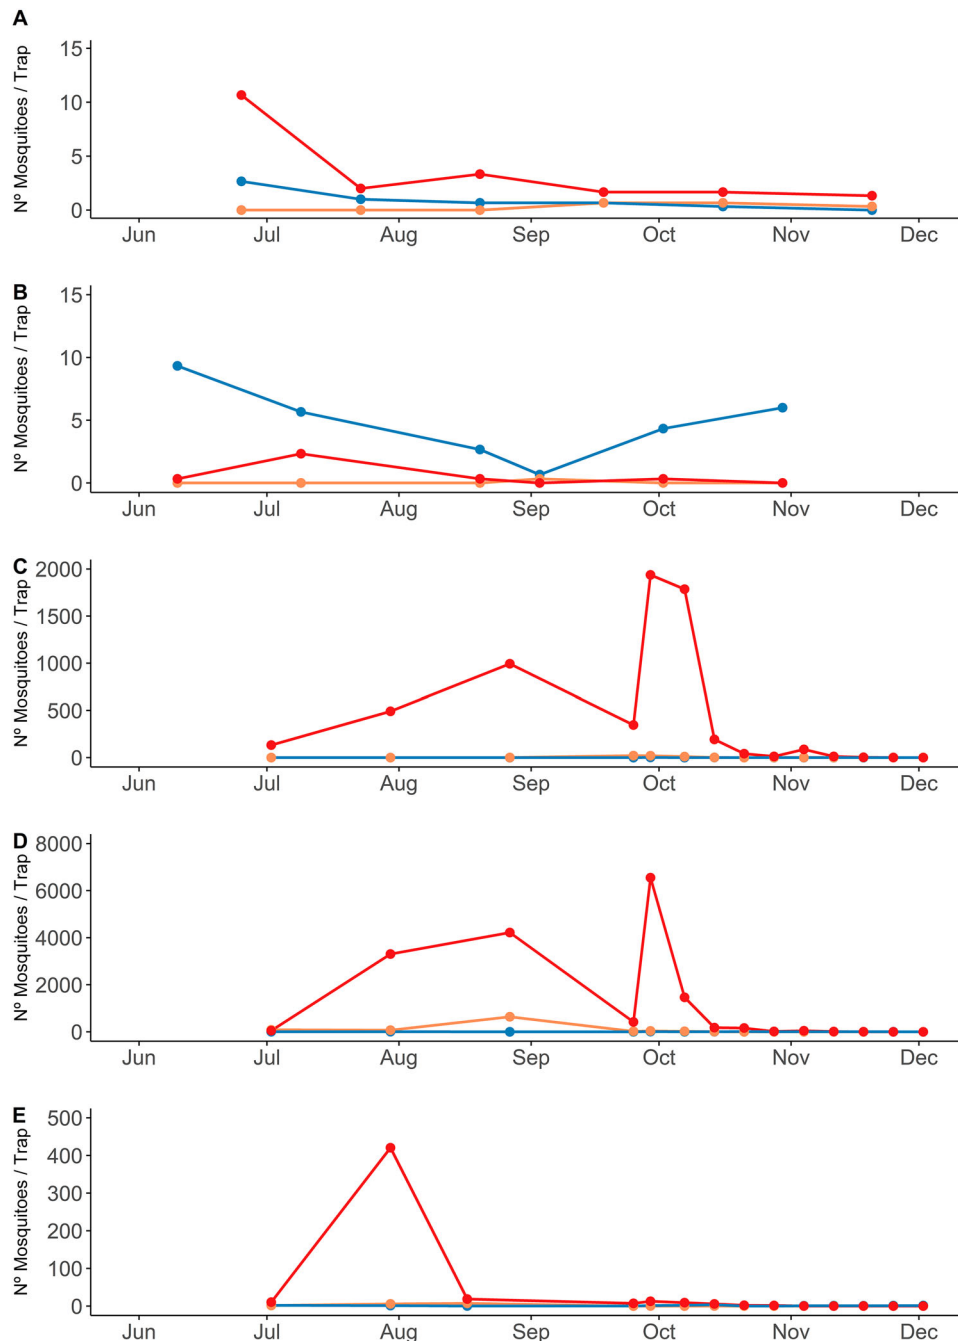 A
Nº Mosquitoes / Trap
15
10
5
0
Jun Jul Aug Sep Oct Nov Dec
B
Nº Mosquitoes / Trap
15
10
5
0
Jun Jul Aug Sep Oct Nov Dec
C
Nº Mosquitoes / Trap
2000
1500
1000
500
0
Jun Jul Aug Sep Oct Nov Dec
D
Nº Mosquitoes / Trap
8000
6000
4000
2000
0
Jun Jul Aug Sep Oct Nov Dec
E
Nº Mosquitoes / Trap
500
400
300
200
100
0
Jun Jul Aug Sep Oct Nov Dec